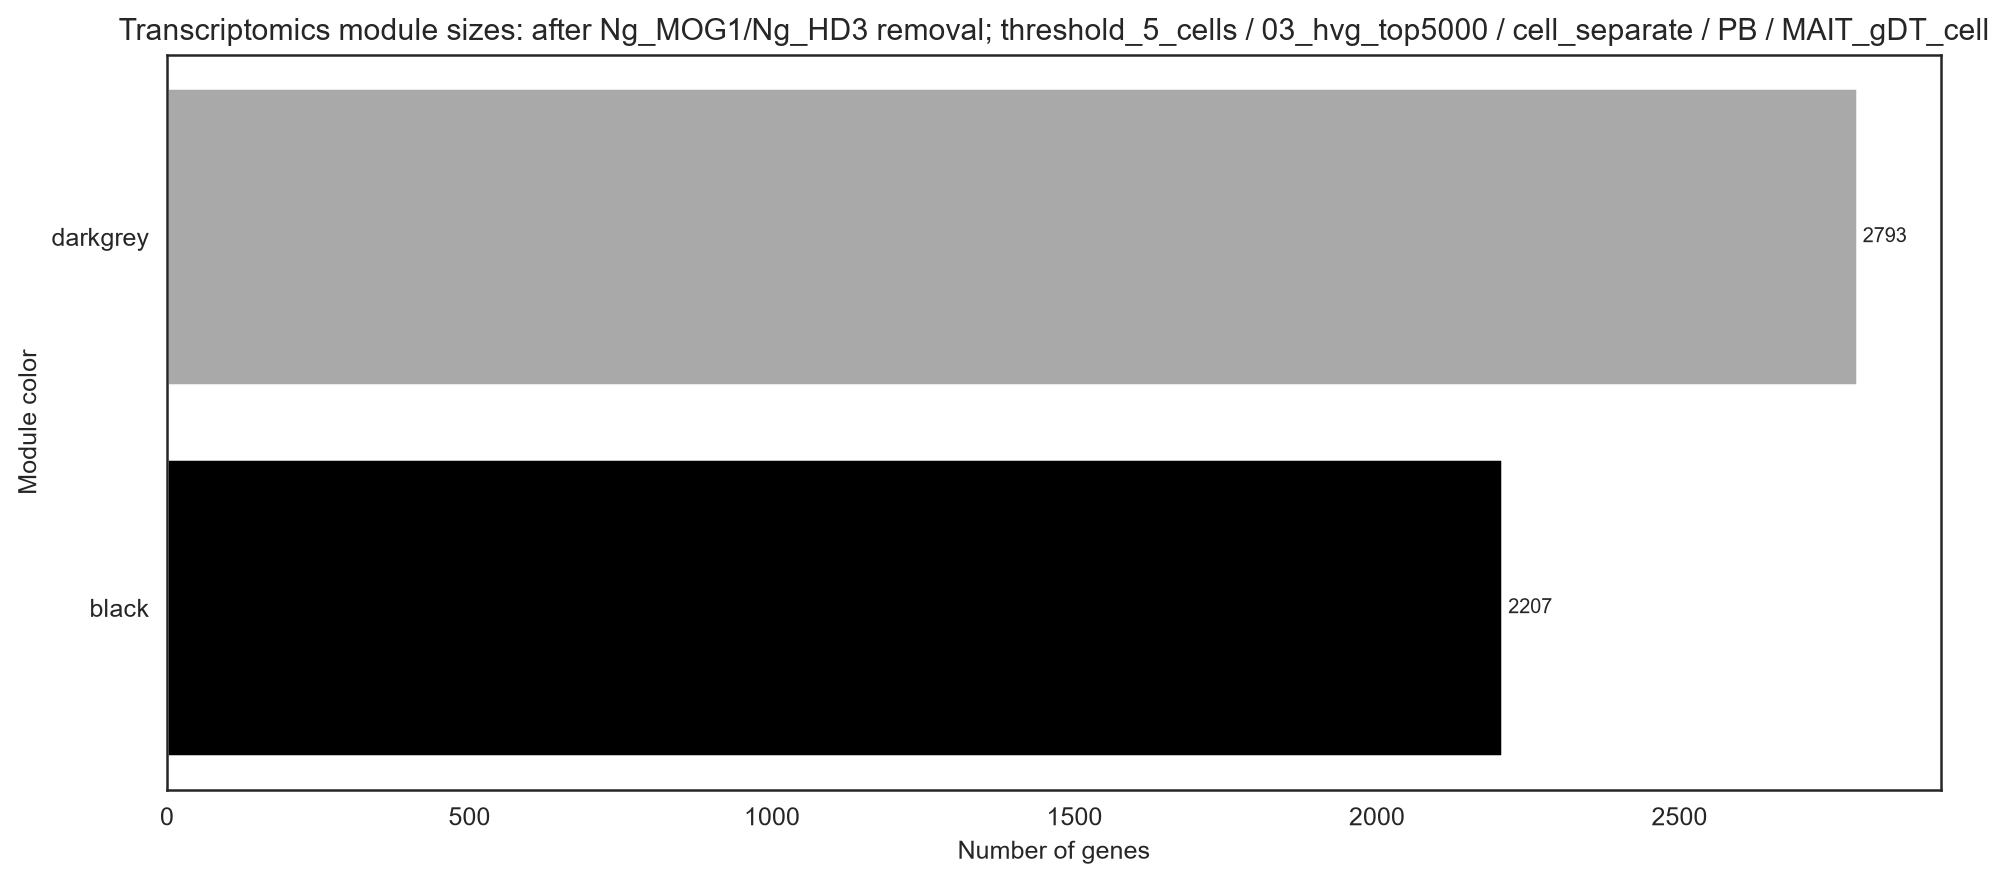 Transcriptomics module sizes: after Ng_MOG1/Ng_HD3 removal; threshold_5_cells / 03_hvg_top5000 / cell_separate / PB / MAIT_gDT_cell
darkgrey
2793
Module color
black
2207
0 500 1000 1500 2000 2500
Number of genes